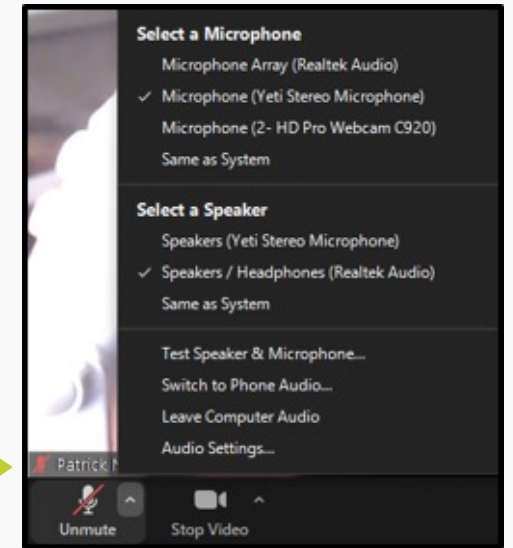 Select a Microphone
Microphone Array (Realtek Audio)
Microphone (Yeti Stereo Microphone)
Microphone (2- HD Pro Webcam C920)
Same as System
Select a Speaker
Speakers (Yeti Stereo Microphone)
Speakers / Headphones (Realtek Audio)
Same as System
Test Speaker & Microphone...
Switch to Phone Audio...
Leave Computer Audio
Audio Settings...
Patrick
Unmute
Stop Video